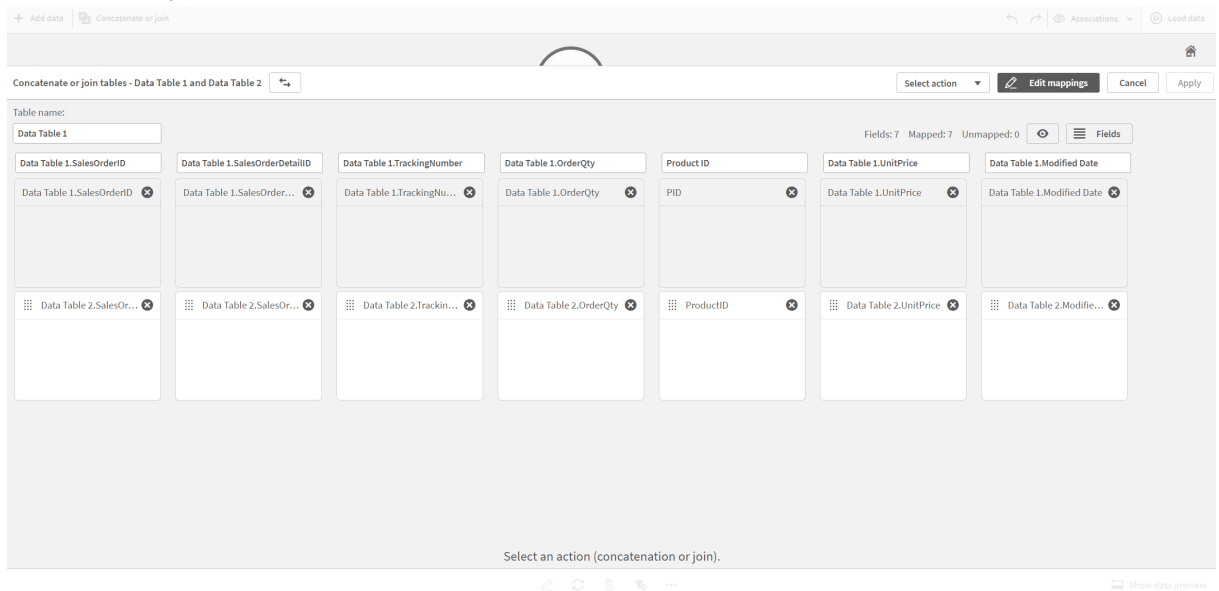 Add data Concatenate or join Associations Load data
Concatenate or join tables - Data Table 1 and Data Table 2 Select action Edit mappings Cancel Apply
Table name:
Data Table 1 Fields: 7 Mapped: 7 Unmapped: 0 Fields
Data Table 1.SalesOrderID Data Table 1.SalesOrderDetailID Data Table 1.TrackingNumber Data Table 1.OrderQty Product ID Data Table 1.UnitPrice Data Table 1.Modified Date
Data Table 1.SalesOrderID Data Table 1.SalesOrder... Data Table 1.TrackingNu... Data Table 1.OrderQty PID Data Table 1.UnitPrice Data Table 1.Modified Date
Data Table 2.SalesOr... Data Table 2.SalesOr... Data Table 2.Trackin... Data Table 2.OrderQty ProductID Data Table 2.UnitPrice Data Table 2.Modifie...
Select an action (concatenation or join).
Show data preview